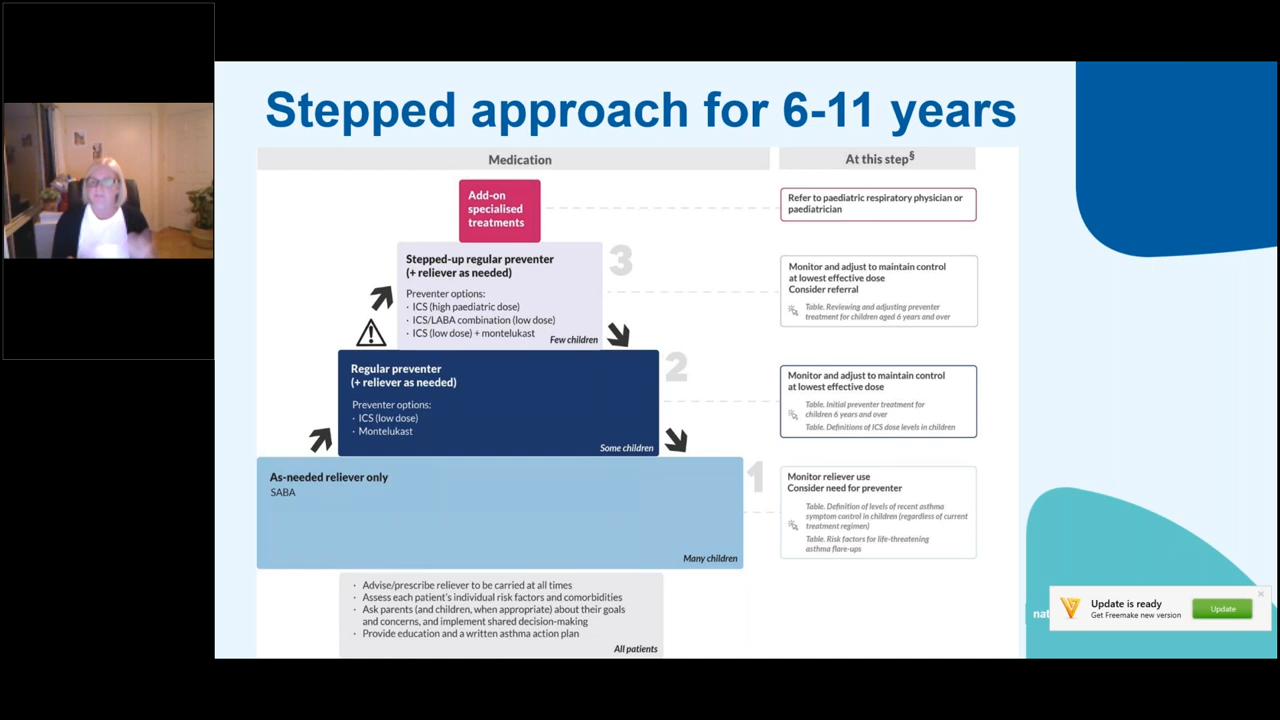 Stepped approach for 6-11 years
Medication
At this step§
Add-on
specialised
treatments
Refer to paediatric respiratory physician or
paediatrician
Stepped-up regular preventer
(+ reliever as needed)
Preventer options:
· ICS (high paediatric dose)
· ICS/LABA combination (low dose)
· ICS (low dose) + montelukast
Few children
3
Monitor and adjust to maintain control
at lowest effective dose
Consider referral
Table. Reviewing and adjusting preventer
treatment for children aged 6 years and over
Regular preventer
(+ reliever as needed)
Preventer options:
· ICS (low dose)
· Montelukast
Some children
2
Monitor and adjust to maintain control
at lowest effective dose
Table. Initial preventer treatment for
children 6 years and over
Table. Definitions of ICS dose levels in children
As-needed reliever only
SABA
Many children
1
Monitor reliever use
Consider need for preventer
Table. Definition of levels of recent asthma
symptom control in children (regardless of current
treatment regimen)
Table. Risk factors for life-threatening
asthma flare-ups
· Advise/prescribe reliever to be carried at all times
· Assess each patient's individual risk factors and comorbidities
· Ask parents (and children, when appropriate) about their goals
and concerns, and implement shared decision-making
· Provide education and a written asthma action plan
All patients
nat
Update is ready
Get Freemake new version
Update